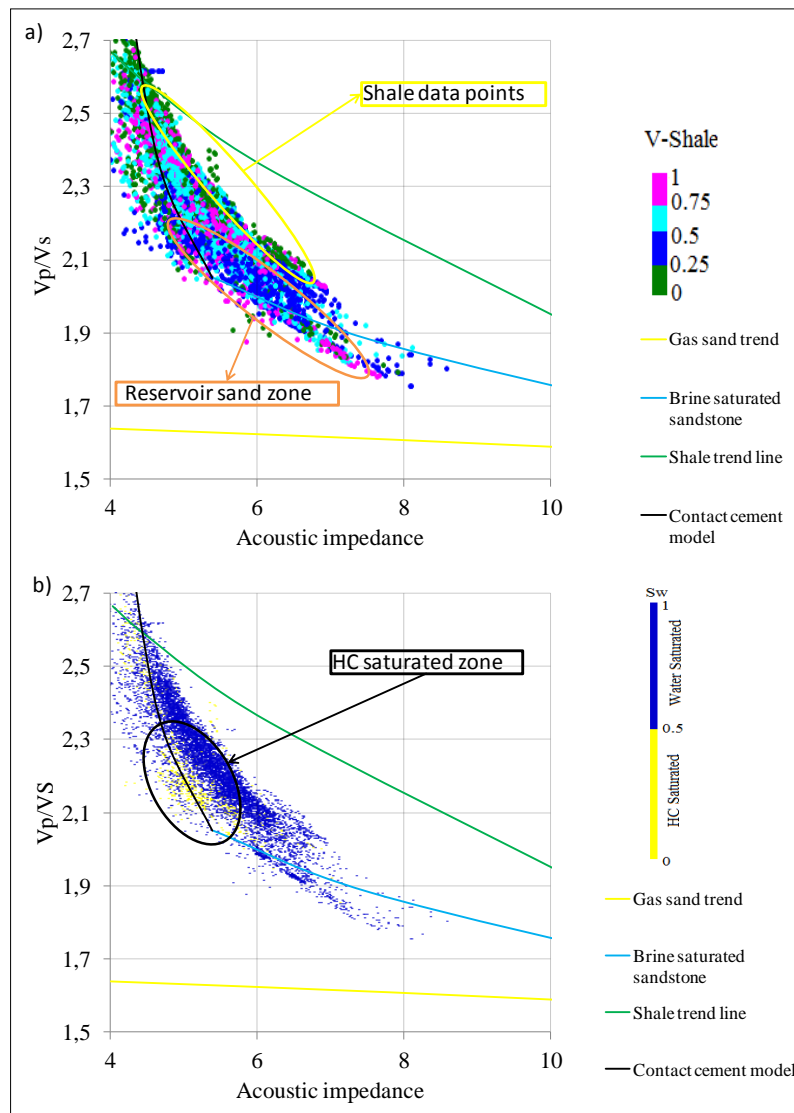 a)
2,7
2,5
2,3
2,1
1,9
1,7
1,5
Vp/Vs
4
6
8
10
Acoustic impedance
Shale data points
Reservoir sand zone
V-Shale
1
0.75
0.5
0.25
0
Gas sand trend
Brine saturated
sandstone
Shale trend line
Contact cement
model
b)
2,7
2,5
2,3
2,1
1,9
1,7
1,5
Vp/VS
4
6
8
10
Acoustic impedance
HC saturated zone
Sw
1
Water Saturated
0.5
HC Saturated
0
Gas sand trend
Brine saturated
sandstone
Shale trend line
Contact cement model